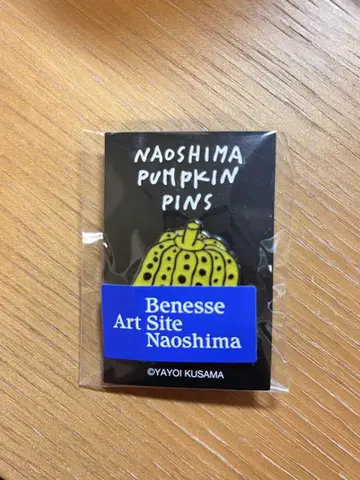 NAOSHIMA
PUMPKIN
PINS
Benesse
Art Site
Naoshima
©YAYOI KUSAMA